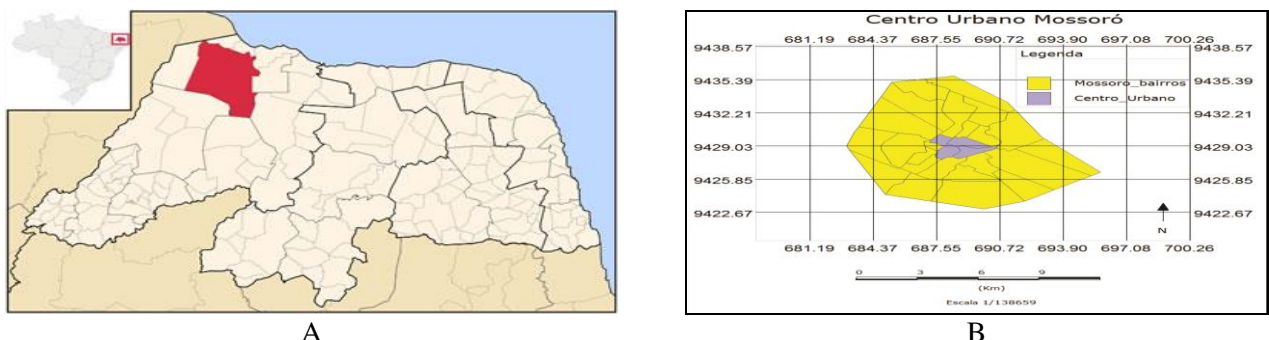 Centro Urbano Mossoró
681.19 684.37 687.55 690.72 693.90 697.08 700.26
Legenda
Mossoro_bairros
Centro_Urbano
9438.57 9438.57
9435.39 9435.39
9432.21 9432.21
9429.03 9429.03
9425.85 9425.85
9422.67 9422.67
N
681.19 684.37 687.55 690.72 693.90 697.08 700.26
0 3 6 9
(Km)
Escala 1/138659
A B